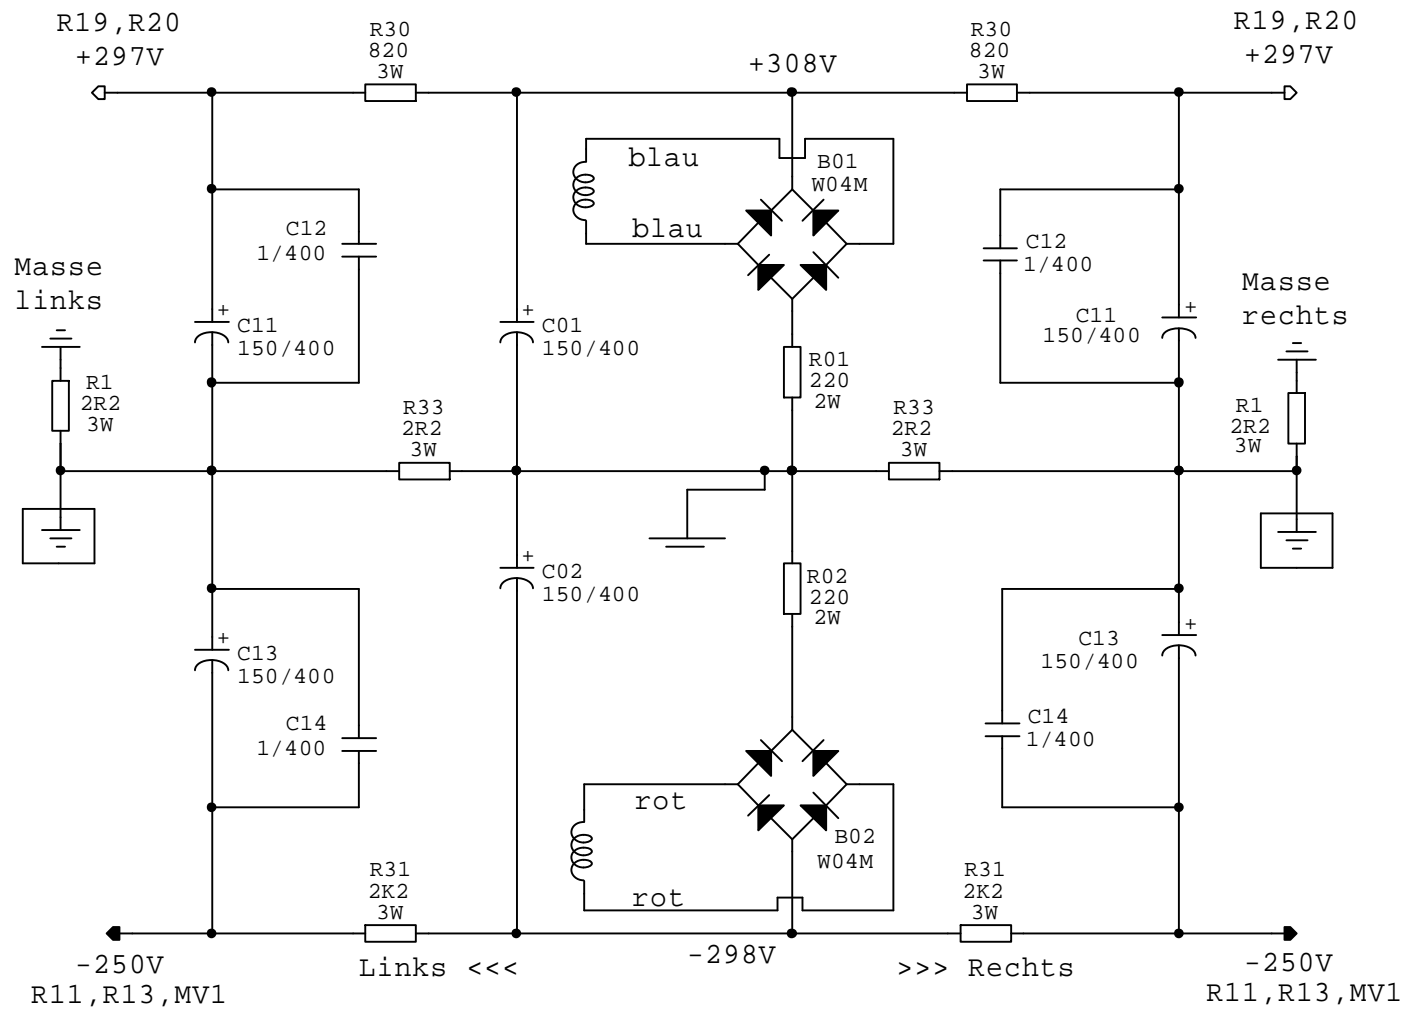 R19,R20
+297V
R30
820
3W
+308V
R30
820
3W
R19,R20
+297V
blau
blau
B01
W04M
C12
1/400
C12
1/400
Masse
links
Masse
rechts
+
C11
150/400
+
C01
150/400
R01
220
2W
C11
150/400
+
R1
2R2
3W
R33
2R2
3W
R33
2R2
3W
R1
2R2
3W
+
C02
150/400
R02
220
2W
+
C13
150/400
C13
150/400
+
C14
1/400
C14
1/400
rot
rot
B02
W04M
R31
2K2
3W
R31
2K2
3W
-250V
R11,R13,MV1
Links <<<
-298V
>>> Rechts
-250V
R11,R13,MV1